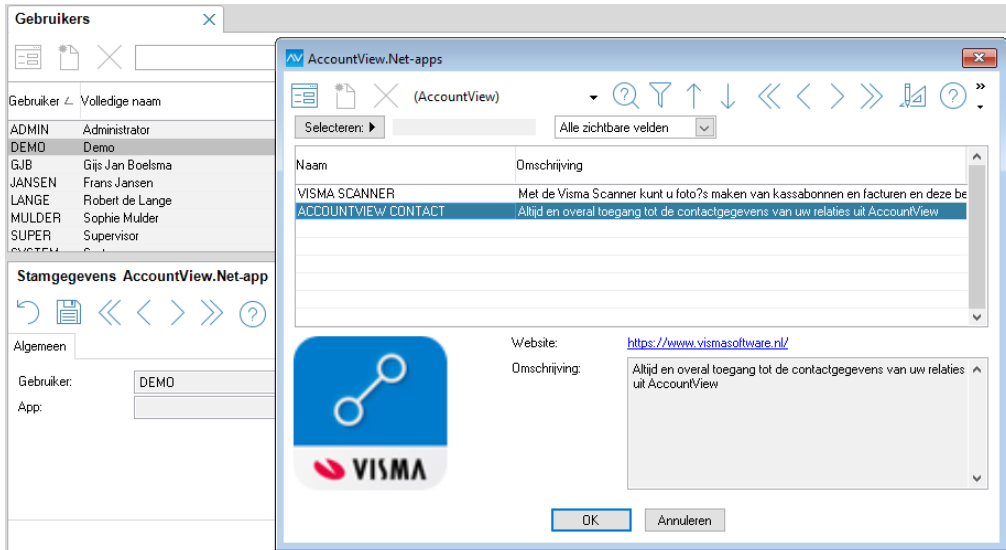 Gebruikers
Gebruiker Volledige naam
ADMIN Administrator
DEMO Demo
GJB Gijs Jan Boelsma
JANSEN Frans Jansen
LANGE Robert de Lange
MULDER Sophie Mulder
SUPER Supervisor
Stamgegevens AccountView.Net-app
Algemeen
Gebruiker: DEMO
App:
AccountView.Net-apps
(AccountView)
Selecteren: Alle zichtbare velden
Naam Omschrijving
VISMA SCANNER Met de Visma Scanner kunt u foto?s maken van kassabonnen en facturen en deze be
ACCOUNTVIEW CONTACT Altijd en overal toegang tot de contactgegevens van uw relaties uit AccountView
Website: https://www.vismasoftware.nl/
Omschrijving: Altijd en overal toegang tot de contactgegevens van uw relaties
uit AccountView
VISMA
OK Annuleren